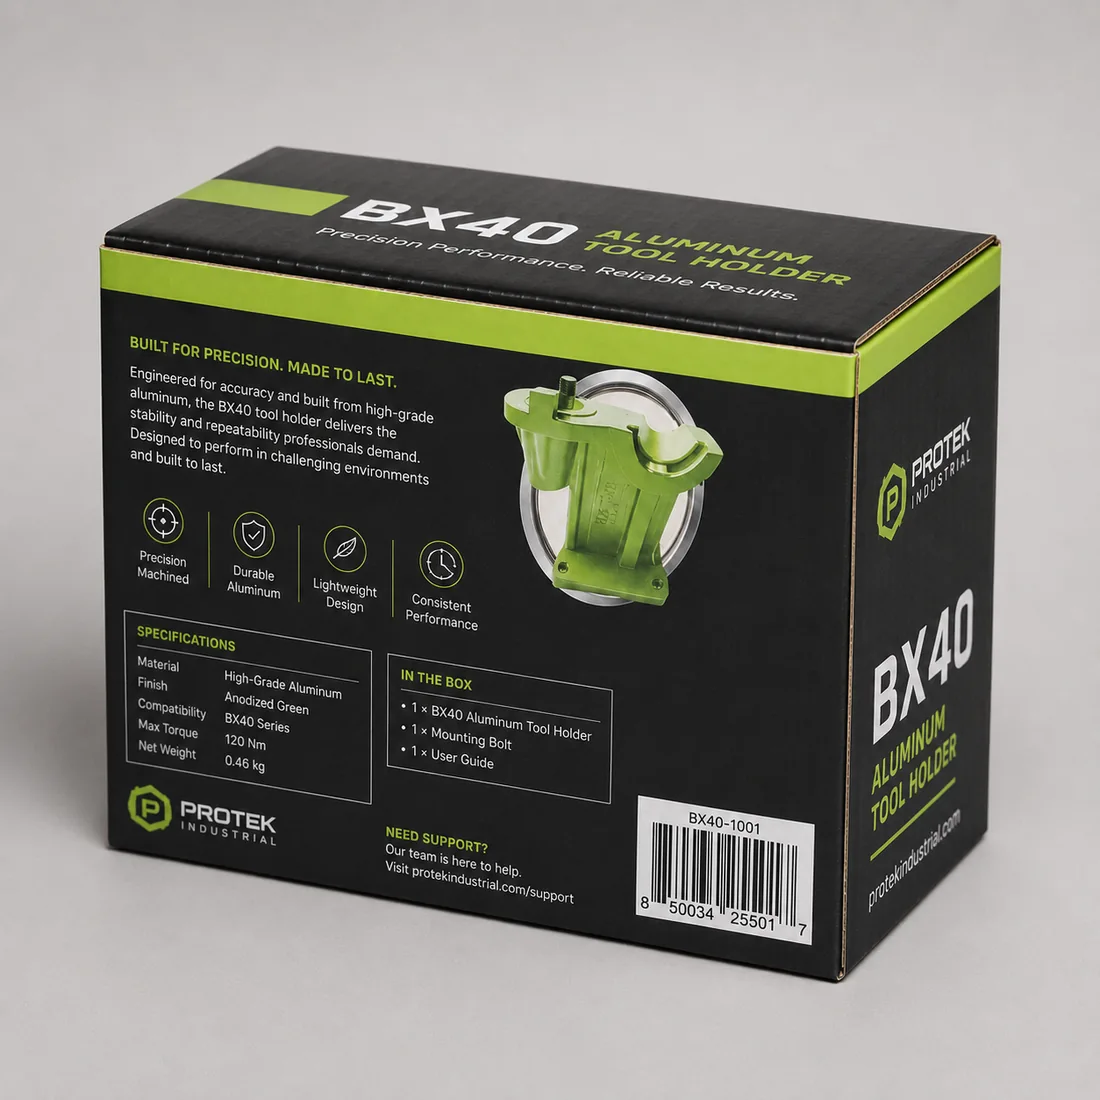 BX40
ALUMINUM
TOOL HOLDER
Precision Performance. Reliable Results.
BUILT FOR PRECISION. MADE TO LAST.
Engineered for accuracy and built from high-grade
aluminum, the BX40 tool holder delivers the
stability and repeatability professionals demand.
Designed to perform in challenging environments
and built to last.
Precision
Machined
Durable
Aluminum
Lightweight
Design
Consistent
Performance
SPECIFICATIONS
Material High-Grade Aluminum
Finish Anodized Green
Compatibility BX40 Series
Max Torque 120 Nm
Net Weight 0.46 kg
IN THE BOX
• 1 × BX40 Aluminum Tool Holder
• 1 × Mounting Bolt
• 1 × User Guide
P PROTEK
INDUSTRIAL
NEED SUPPORT?
Our team is here to help.
Visit protekindustrial.com/support
BX40-1001
8 50034 25501 7
P PROTEK
INDUSTRIAL
BX40
ALUMINUM
TOOL HOLDER
protekindustrial.com